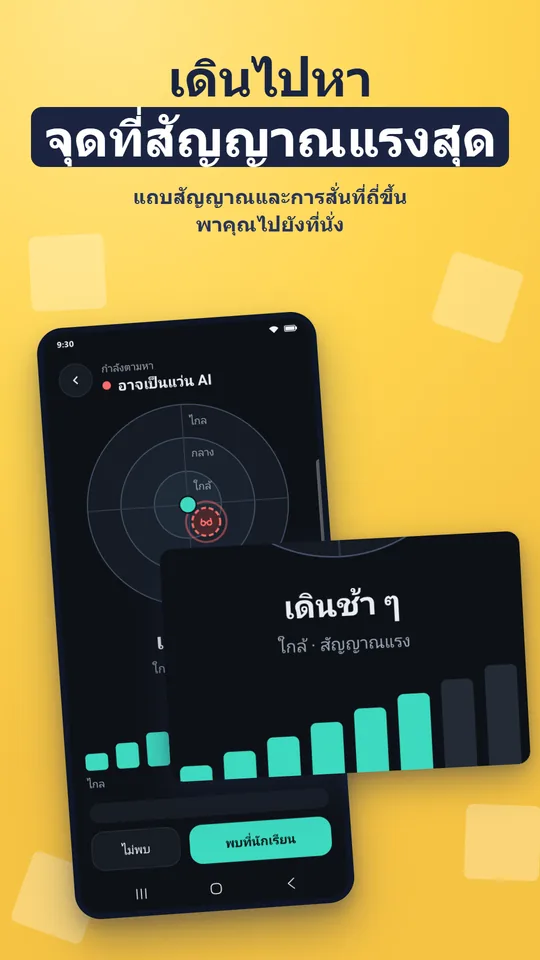 เดินไปหา
จุดที่สัญญาณแรงสุด
แถบสัญญาณและการสั่นที่ถี่ขึ้น
พาคุณไปยังที่นั่ง
9:30
กำลังตามหา
อาจเป็นแว่น AI
ไกล
กลาง
ใกล้
เดินช้า ๆ
ใกล้ · สัญญาณแรง
ไกล
ไม่พบ
พบที่นักเรียน